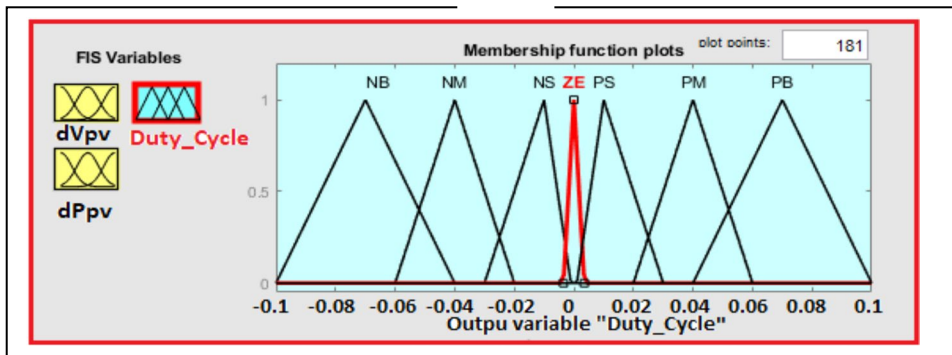 FIS Variables
Membership function plots
plot points:
181
dVpv
Duty_Cycle
dPpv
NB NM NS ZE PS PM PB
1
0.5
0
-0.1 -0.08 -0.06 -0.04 -0.02 0 0.02 0.04 0.06 0.08 0.1
Outpu variable "Duty_Cycle"